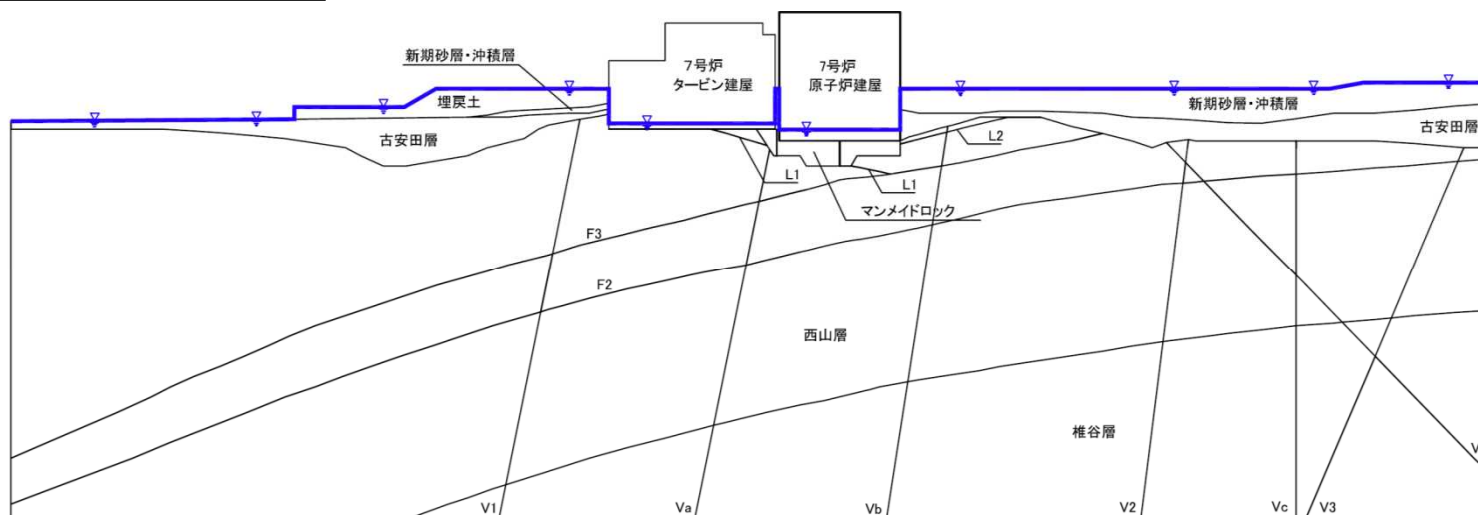 新期砂層・沖積層
7号炉
タービン建屋
7号炉
原子炉建屋
埋戻土
新期砂層・沖積層
古安田層
古安田層
L2
L1
L1
マンメイドロック
F3
F2
西山層
椎谷層
V1
Va
Vb
V2
Vc
V3
V